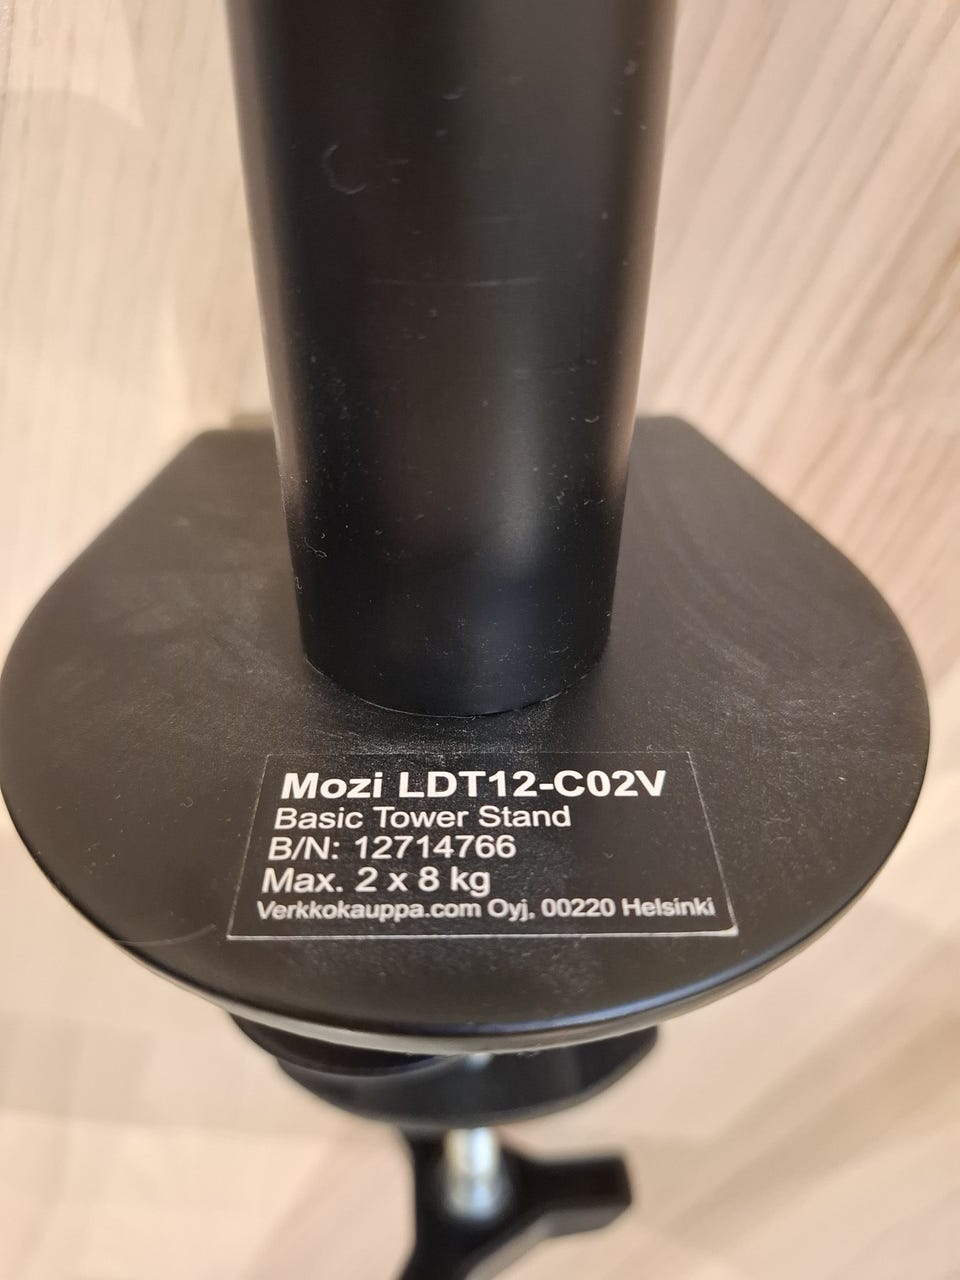 Mozi LDT12-C02V
Basic Tower Stand
B/N: 12714766
Max. 2 x 8 kg
Verkkokauppa.com Oyj, 00220 Helsinki